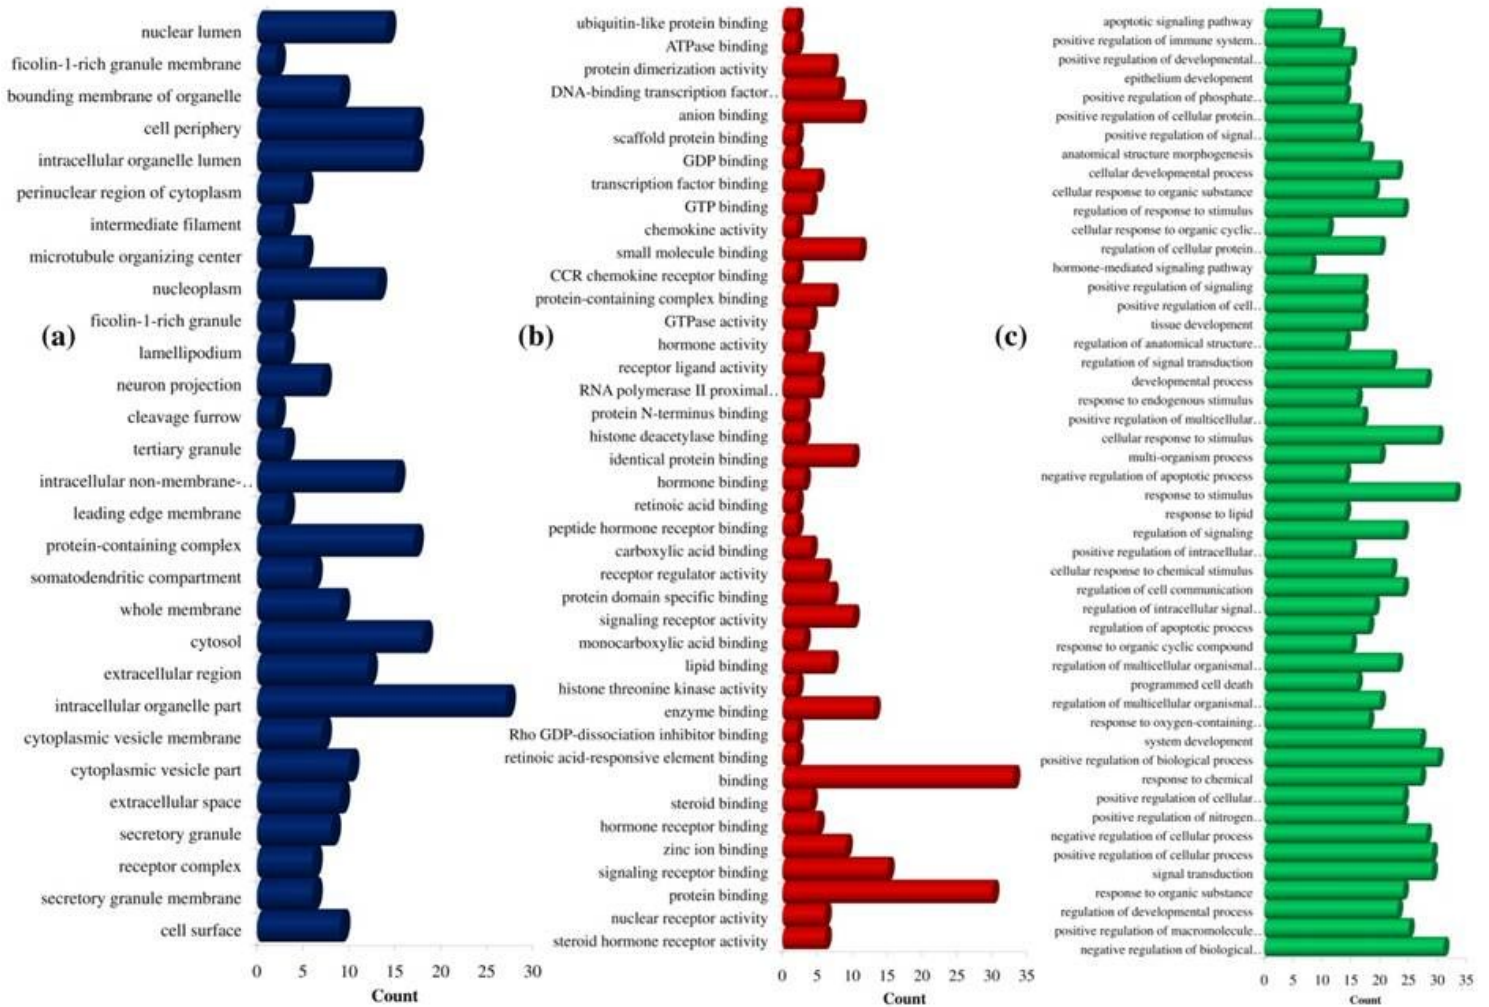 (a)
nuclear lumen
ficolin-1-rich granule membrane
bounding membrane of organelle
cell periphery
intracellular organelle lumen
perinuclear region of cytoplasm
intermediate filament
microtubule organizing center
nucleoplasm
ficolin-1-rich granule
lamellipodium
neuron projection
cleavage furrow
tertiary granule
intracellular non-membrane-..
leading edge membrane
protein-containing complex
somatodendritic compartment
whole membrane
cytosol
extracellular region
intracellular organelle part
cytoplasmic vesicle membrane
cytoplasmic vesicle part
extracellular space
secretory granule
receptor complex
secretory granule membrane
cell surface
0 5 10 15 20 25 30
Count
(b)
ubiquitin-like protein binding
ATPase binding
protein dimerization activity
DNA-binding transcription factor..
anion binding
scaffold protein binding
GDP binding
transcription factor binding
GTP binding
chemokine activity
small molecule binding
CCR chemokine receptor binding
protein-containing complex binding
GTPase activity
hormone activity
receptor ligand activity
RNA polymerase II proximal..
protein N-terminus binding
histone deacetylase binding
identical protein binding
hormone binding
retinoic acid binding
peptide hormone receptor binding
carboxylic acid binding
receptor regulator activity
protein domain specific binding
signaling receptor activity
monocarboxylic acid binding
lipid binding
histone threonine kinase activity
enzyme binding
Rho GDP-dissociation inhibitor binding
retinoic acid-responsive element binding
binding
steroid binding
hormone receptor binding
zinc ion binding
signaling receptor binding
protein binding
nuclear receptor activity
steroid hormone receptor activity
0 5 10 15 20 25 30 35
Count
(c)
apoptotic signaling pathway
positive regulation of immune system..
positive regulation of developmental..
epithelium development
positive regulation of phosphate..
positive regulation of cellular protein..
positive regulation of signal..
anatomical structure morphogenesis
cellular developmental process
cellular response to organic substance
regulation of response to stimulus
cellular response to organic cyclic..
regulation of cellular protein..
hormone-mediated signaling pathway
positive regulation of signaling
positive regulation of cell..
tissue development
regulation of anatomical structure..
regulation of signal transduction
developmental process
response to endogenous stimulus
positive regulation of multicellular..
cellular response to stimulus
multi-organism process
negative regulation of apoptotic process
response to stimulus
response to lipid
regulation of signaling
positive regulation of intracellular..
cellular response to chemical stimulus
regulation of cell communication
regulation of intracellular signal..
regulation of apoptotic process
response to organic cyclic compound
regulation of multicellular organismal..
programmed cell death
regulation of multicellular organismal..
response to oxygen-containing..
system development
positive regulation of biological process
response to chemical
positive regulation of cellular..
positive regulation of nitrogen..
negative regulation of cellular process
positive regulation of cellular process
signal transduction
response to organic substance
regulation of developmental process
positive regulation of macromolecule..
negative regulation of biological..
0 5 10 15 20 25 30 35
Count